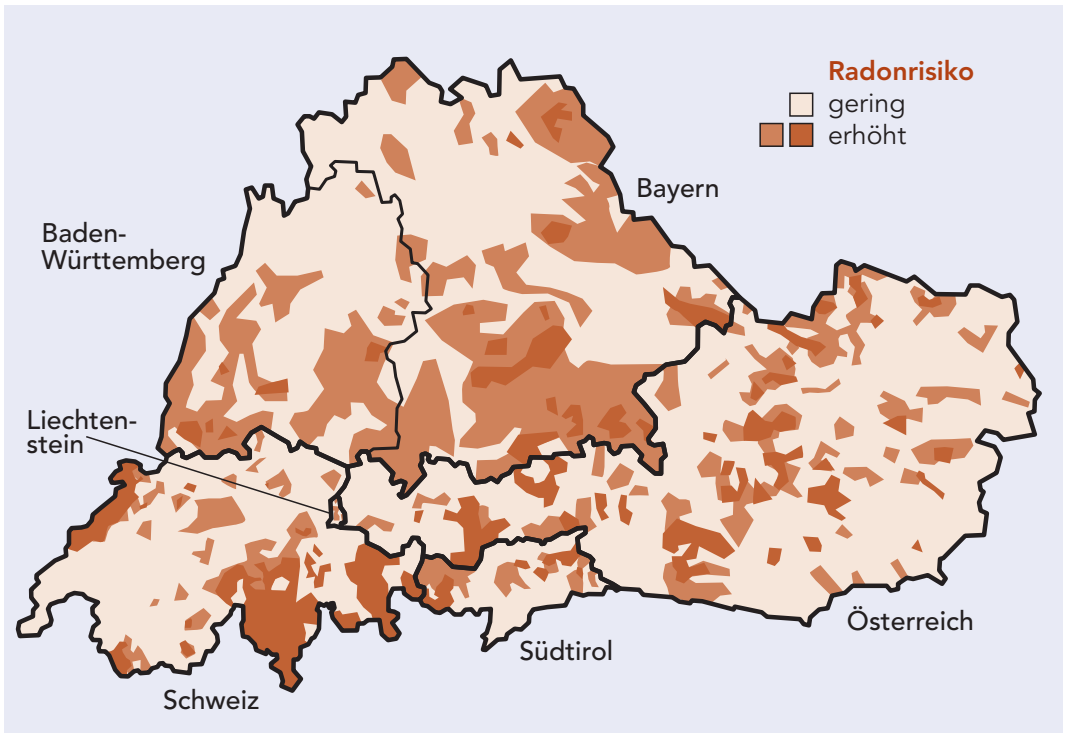 Radonrisiko
gering
erhöht
Bayern
Baden-
Württemberg
Liechten-
stein
Österreich
Südtirol
Schweiz